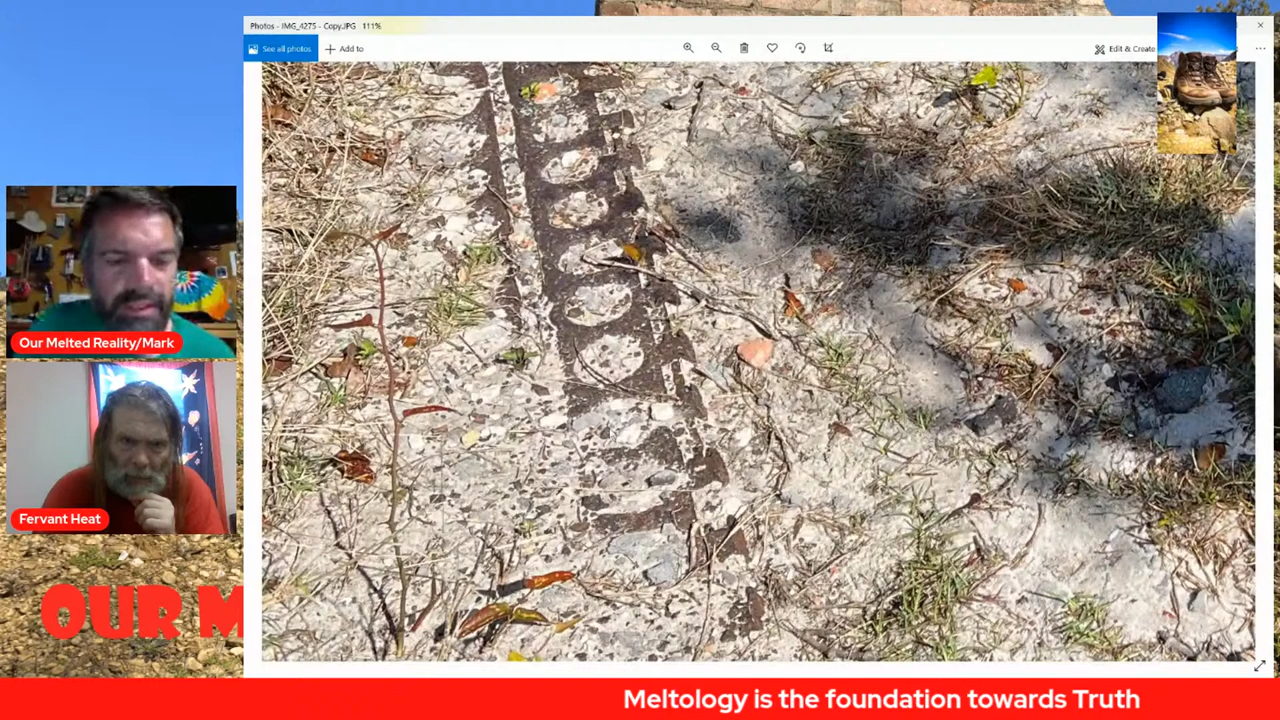 Photos - IMG_4275 - Copy.JPG 111%
See all photos
Add to
Edit & Create
Our Melted Reality/Mark
Fervant Heat
OUR M
Meltology is the foundation towards Truth